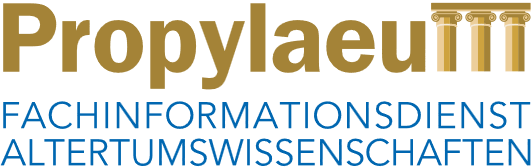 Propylaeum
FACHINFORMATIONSDIENST
ALTERTUMSWISSENSCHAFTEN